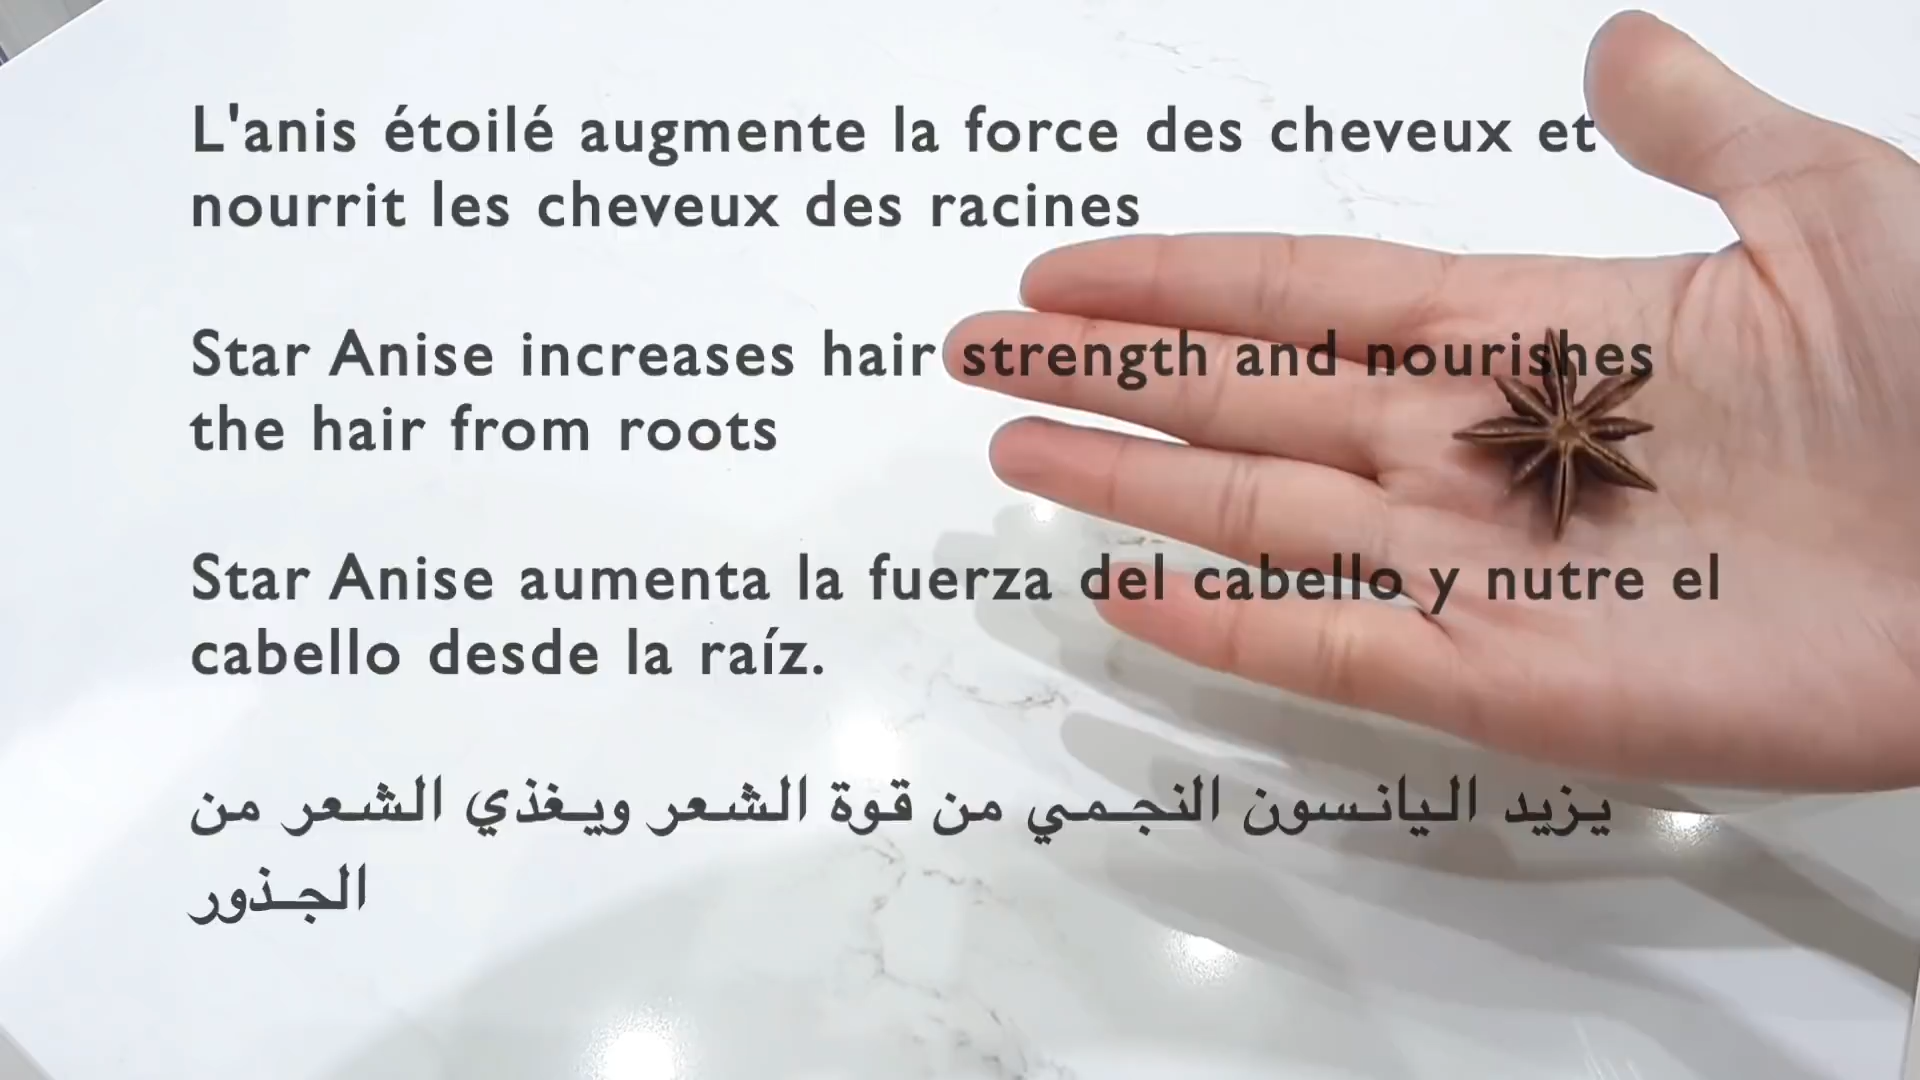 L'anis étoilé augmente la force des cheveux et
nourrit les cheveux des racines
Star Anise increases hair strength and nourishes
the hair from roots
Star Anise aumenta la fuerza del cabello y nutre el
cabello desde la raíz.
يزيد اليانسون النجمي من قوة الشعر ويغذي الشعر من
الجذور